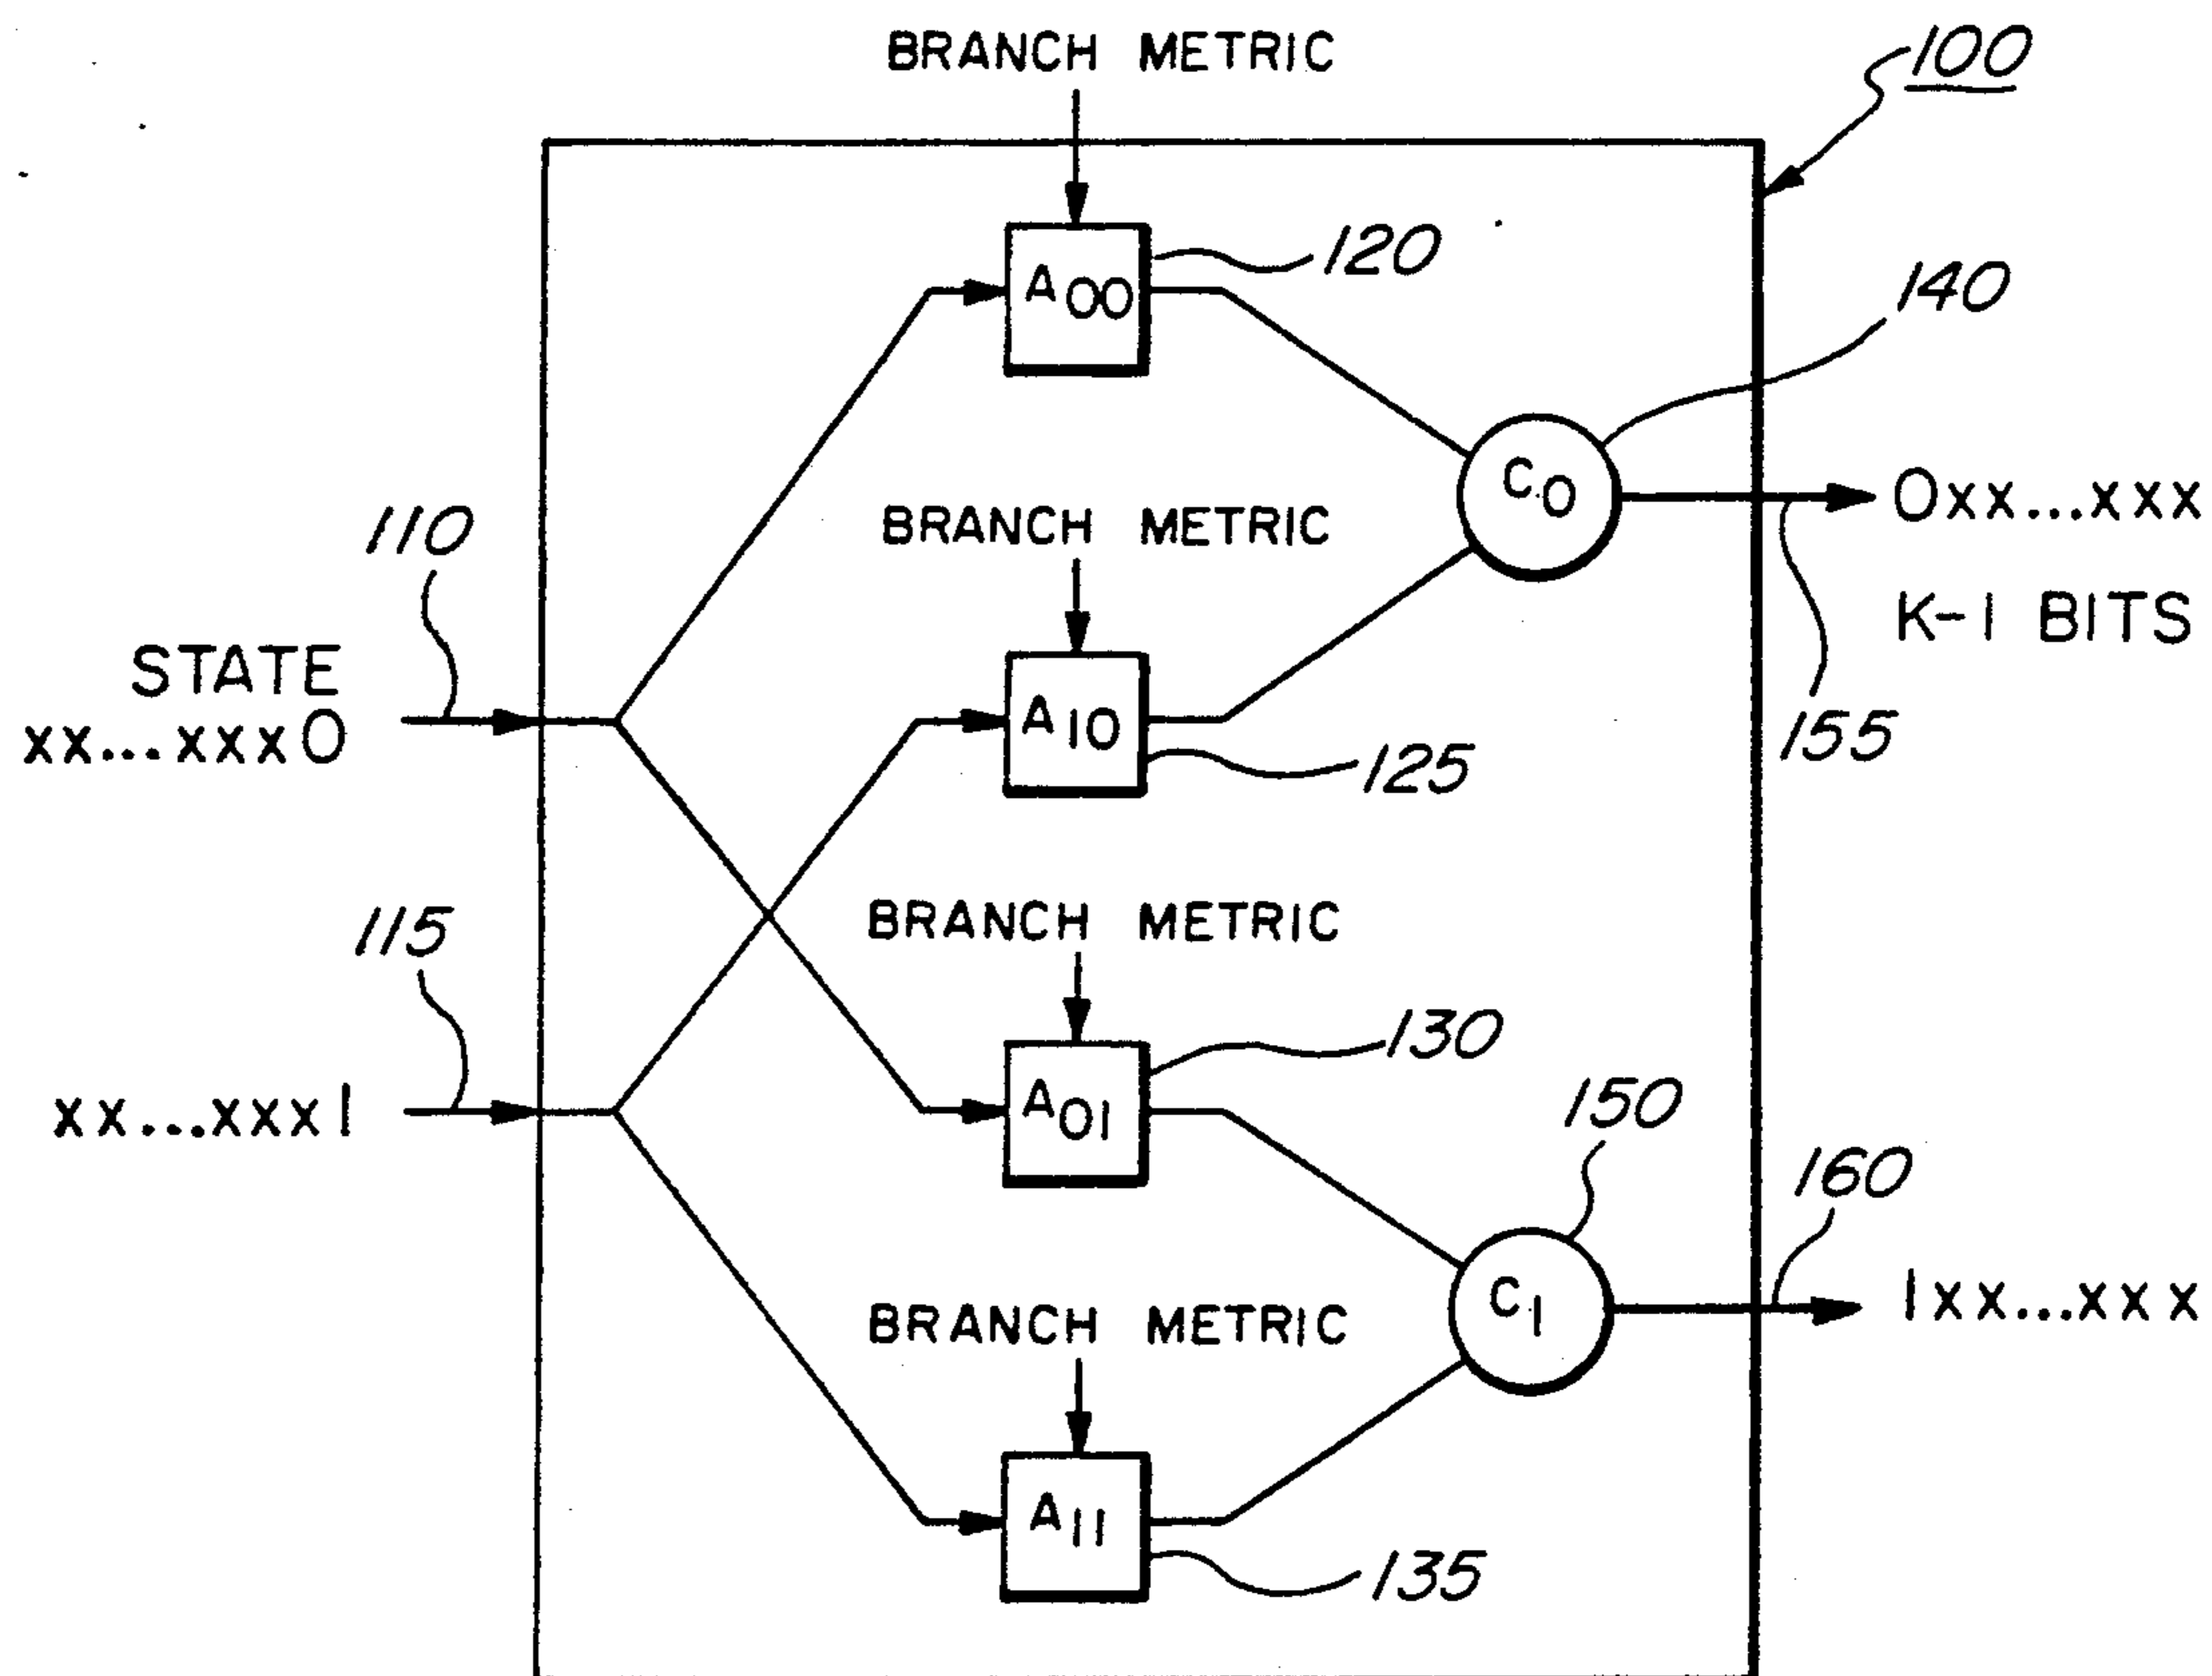 BRANCH METRIC
100
A00
120
140
C0
0xx...xxx
BRANCH METRIC
110
K-1 BITS
STATE
xx...xxx0
A10
125
155
115
BRANCH METRIC
130
A01
150
xx...xxx1
160
C1
1xx...xxx
BRANCH METRIC
A11
135